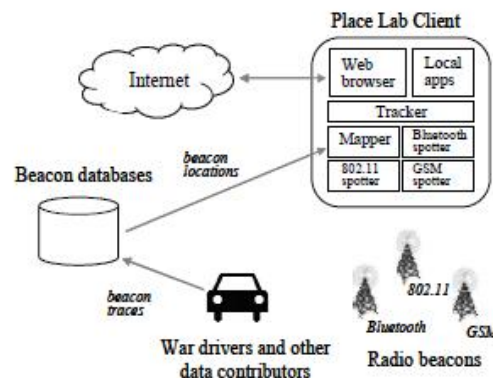 Place Lab Client
Internet
Web browser
Local apps
Tracker
Mapper
Bluetooth spotter
802.11 spotter
GSM spotter
beacon locations
Beacon databases
beacon traces
802.11
Bluetooth
GSM
War drivers and other
data contributors
Radio beacons